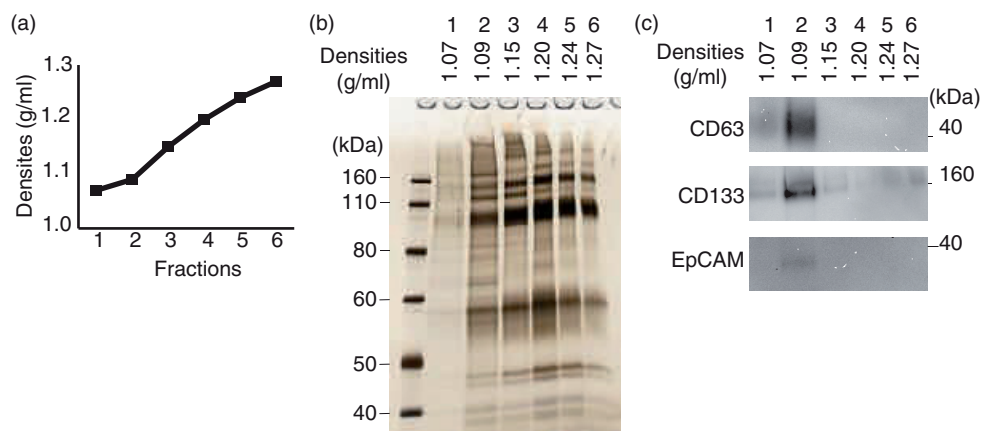 (a)
Densites (g/ml)
1.3
1.2
1.1
1.0
1 2 3 4 5 6
Fractions
(b)
1 2 3 4 5 6
Densities
(g/ml)
1.07 1.09 1.15 1.20 1.24 1.27
(kDa)
160
110
80
60
50
40
(c)
1 2 3 4 5 6
Densities
(g/ml)
1.07 1.09 1.15 1.20 1.24 1.27
(kDa)
CD63 40
CD133 160
EpCAM 40